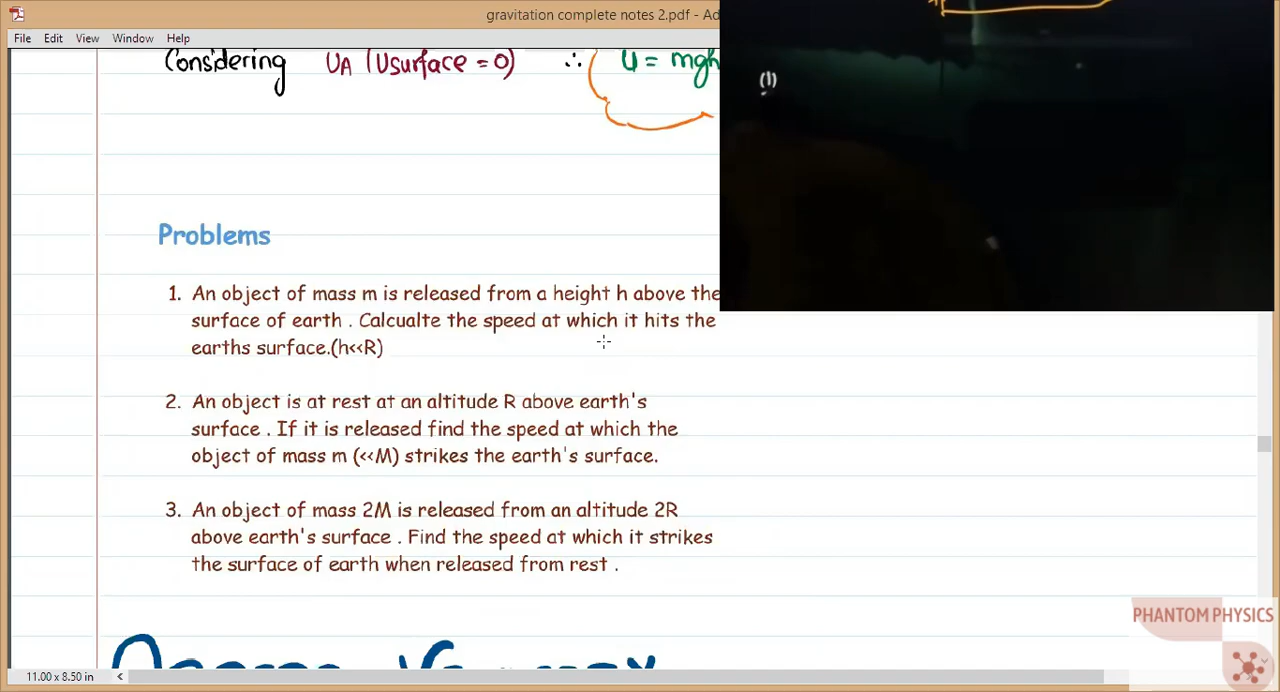 gravitation complete notes 2.pdf - Ad
File Edit View Window Help
Considering UA (Usurface = 0) ∴ U = mgh
(1)
Problems
1. An object of mass m is released from a height h above the
surface of earth . Calcualte the speed at which it hits the
earths surface.(h<<R)
2. An object is at rest at an altitude R above earth's
surface . If it is released find the speed at which the
object of mass m (<<M) strikes the earth's surface.
3. An object of mass 2M is released from an altitude 2R
above earth's surface . Find the speed at which it strikes
the surface of earth when released from rest .
PHANTOM PHYSICS
11.00 x 8.50 in